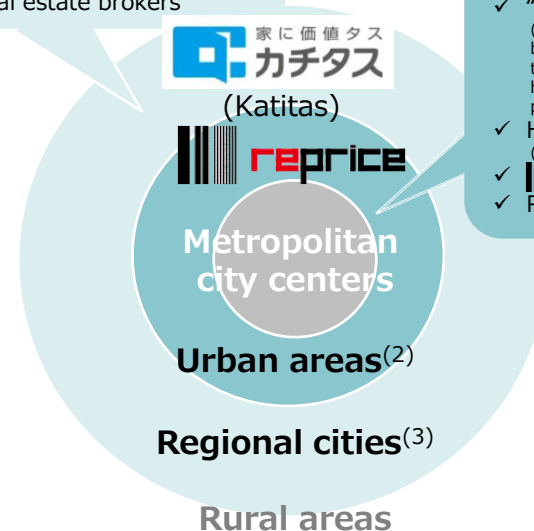 al estate brokers
家に価値タス
カチタス
(Katitas)
reprice
Metropolitan
city centers
Urban areas(2)
Regional cities(3)
Rural areas